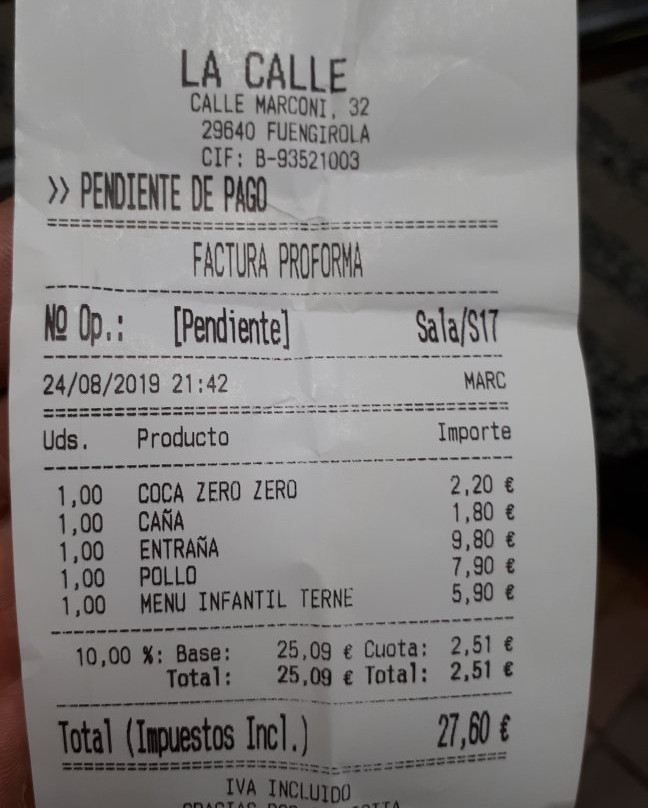 LA CALLE
CALLE MARCONI, 32
29640 FUENGIROLA
CIF: B-93521003
>> PENDIENTE DE PAGO
FACTURA PROFORMA
Nº Op.: [Pendiente] Sala/S17
24/08/2019 21:42 MARC
Uds. Producto Importe
1,00 COCA ZERO ZERO 2,20 €
1,00 CAÑA 1,80 €
1,00 ENTRAÑA 9,80 €
1,00 POLLO 7,90 €
1,00 MENU INFANTIL TERNE 5,90 €
10,00 %: Base: 25,09 € Cuota: 2,51 €
Total: 25,09 € Total: 2,51 €
Total (Impuestos Incl.) 27,60 €
IVA INCLUIDO